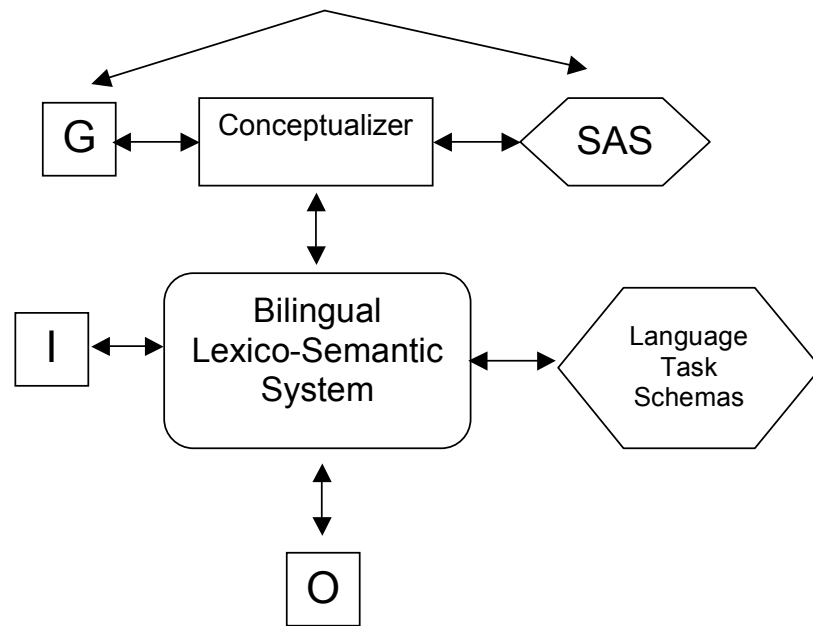 G
Conceptualizer
SAS
I
Bilingual
Lexico-Semantic
System
Language
Task
Schemas
O